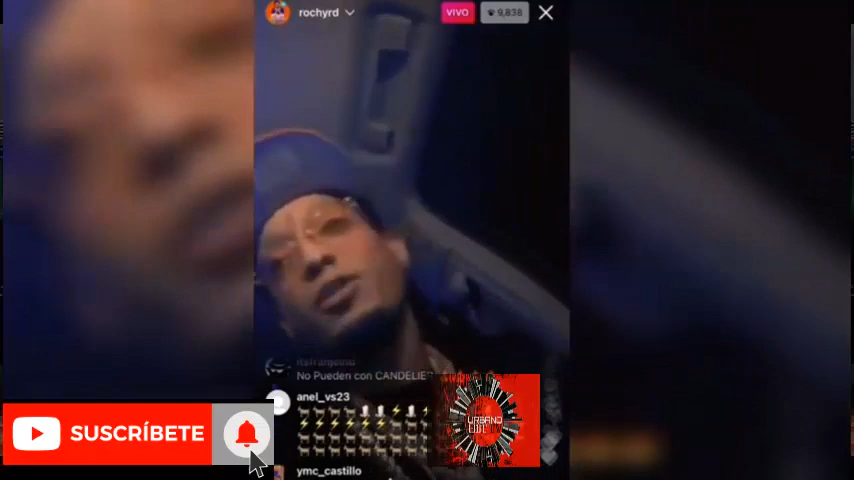 rochyrd
VIVO
9,838
No Pueden con CANDELIE
anel_vs23
ymc_castillo
SUSCRÍBETE
URBANO